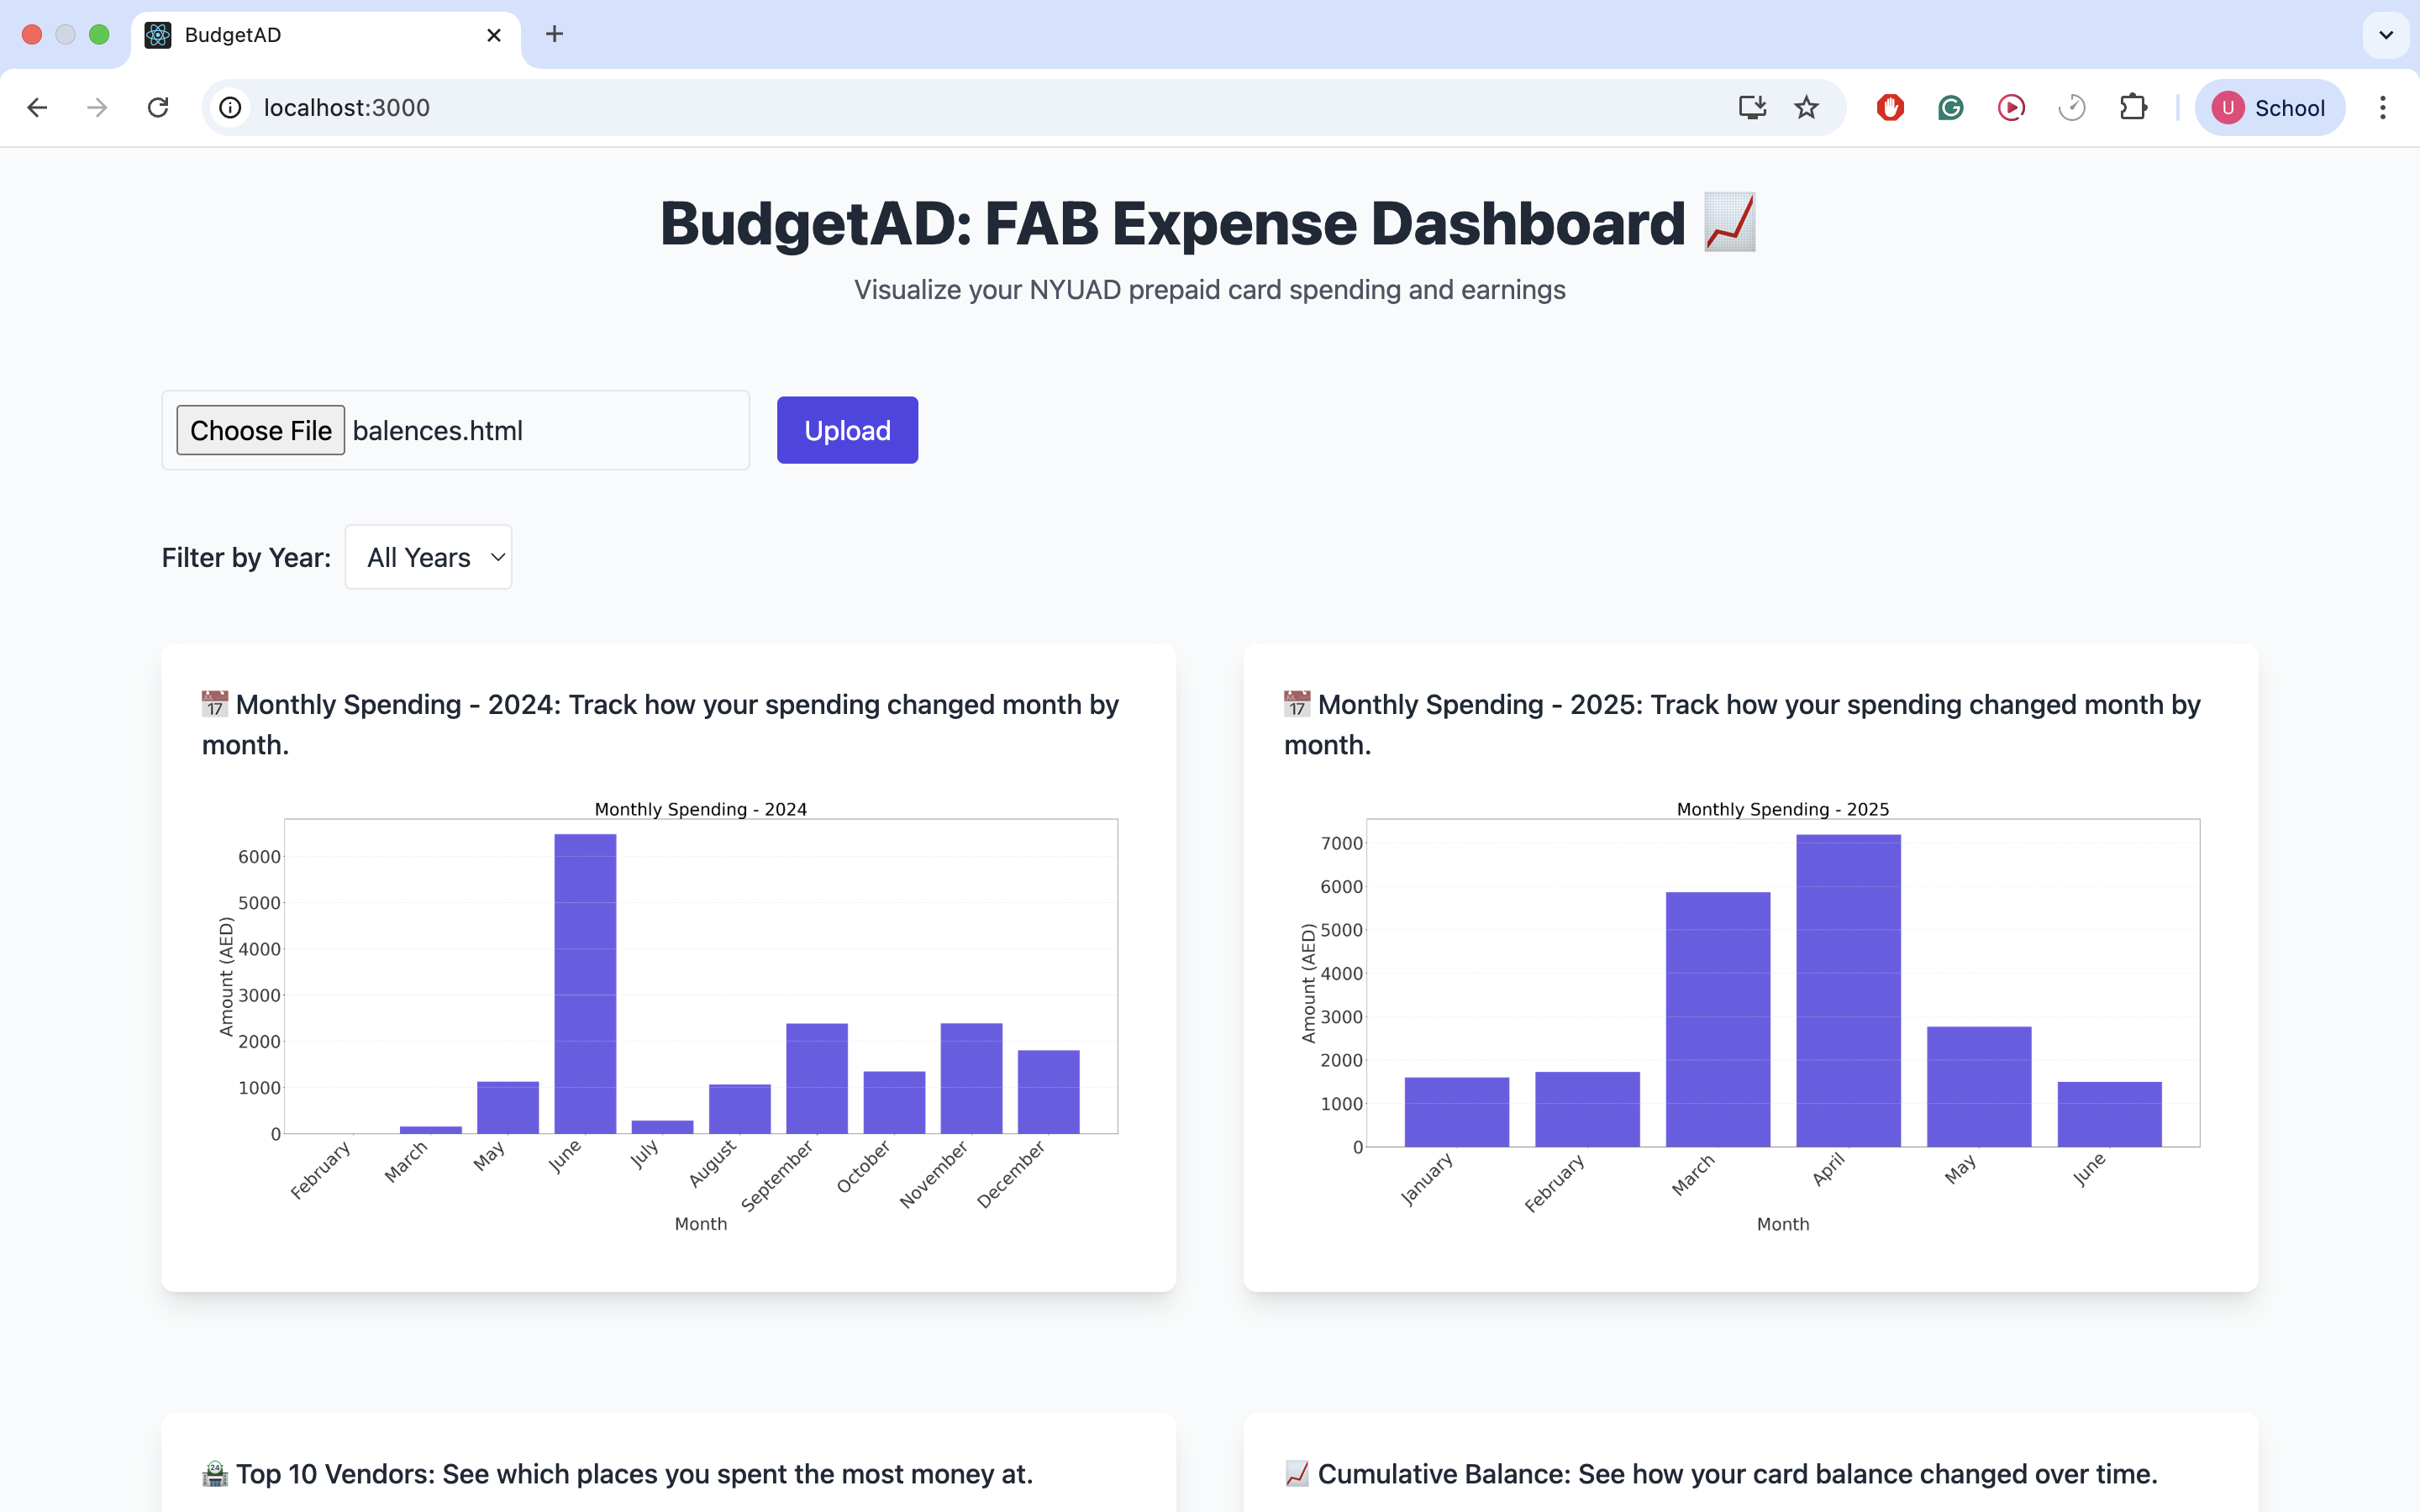 BudgetAD
localhost:3000
U School
BudgetAD: FAB Expense Dashboard
Visualize your NYUAD prepaid card spending and earnings
Choose File balences.html Upload
Filter by Year: All Years
17 Monthly Spending - 2024: Track how your spending changed month by
month.
Monthly Spending - 2024
Amount (AED)
6000
5000
4000
3000
2000
1000
0
February March May June July August September October November December
Month
17 Monthly Spending - 2025: Track how your spending changed month by
month.
Monthly Spending - 2025
Amount (AED)
7000
6000
5000
4000
3000
2000
1000
0
January February March April May June
Month
24 Top 10 Vendors: See which places you spent the most money at.
Cumulative Balance: See how your card balance changed over time.